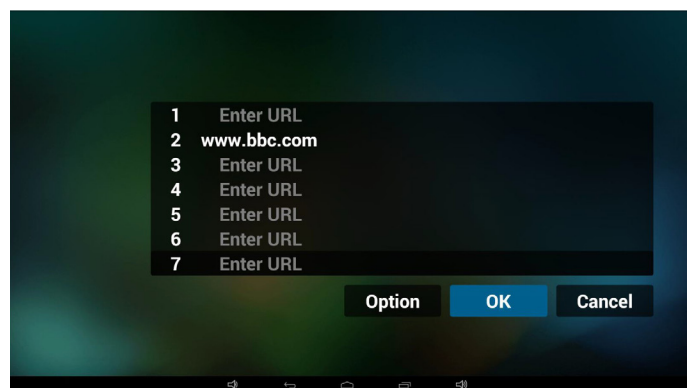 1 Enter URL
2 www.bbc.com
3 Enter URL
4 Enter URL
5 Enter URL
6 Enter URL
7 Enter URL
Option OK Cancel